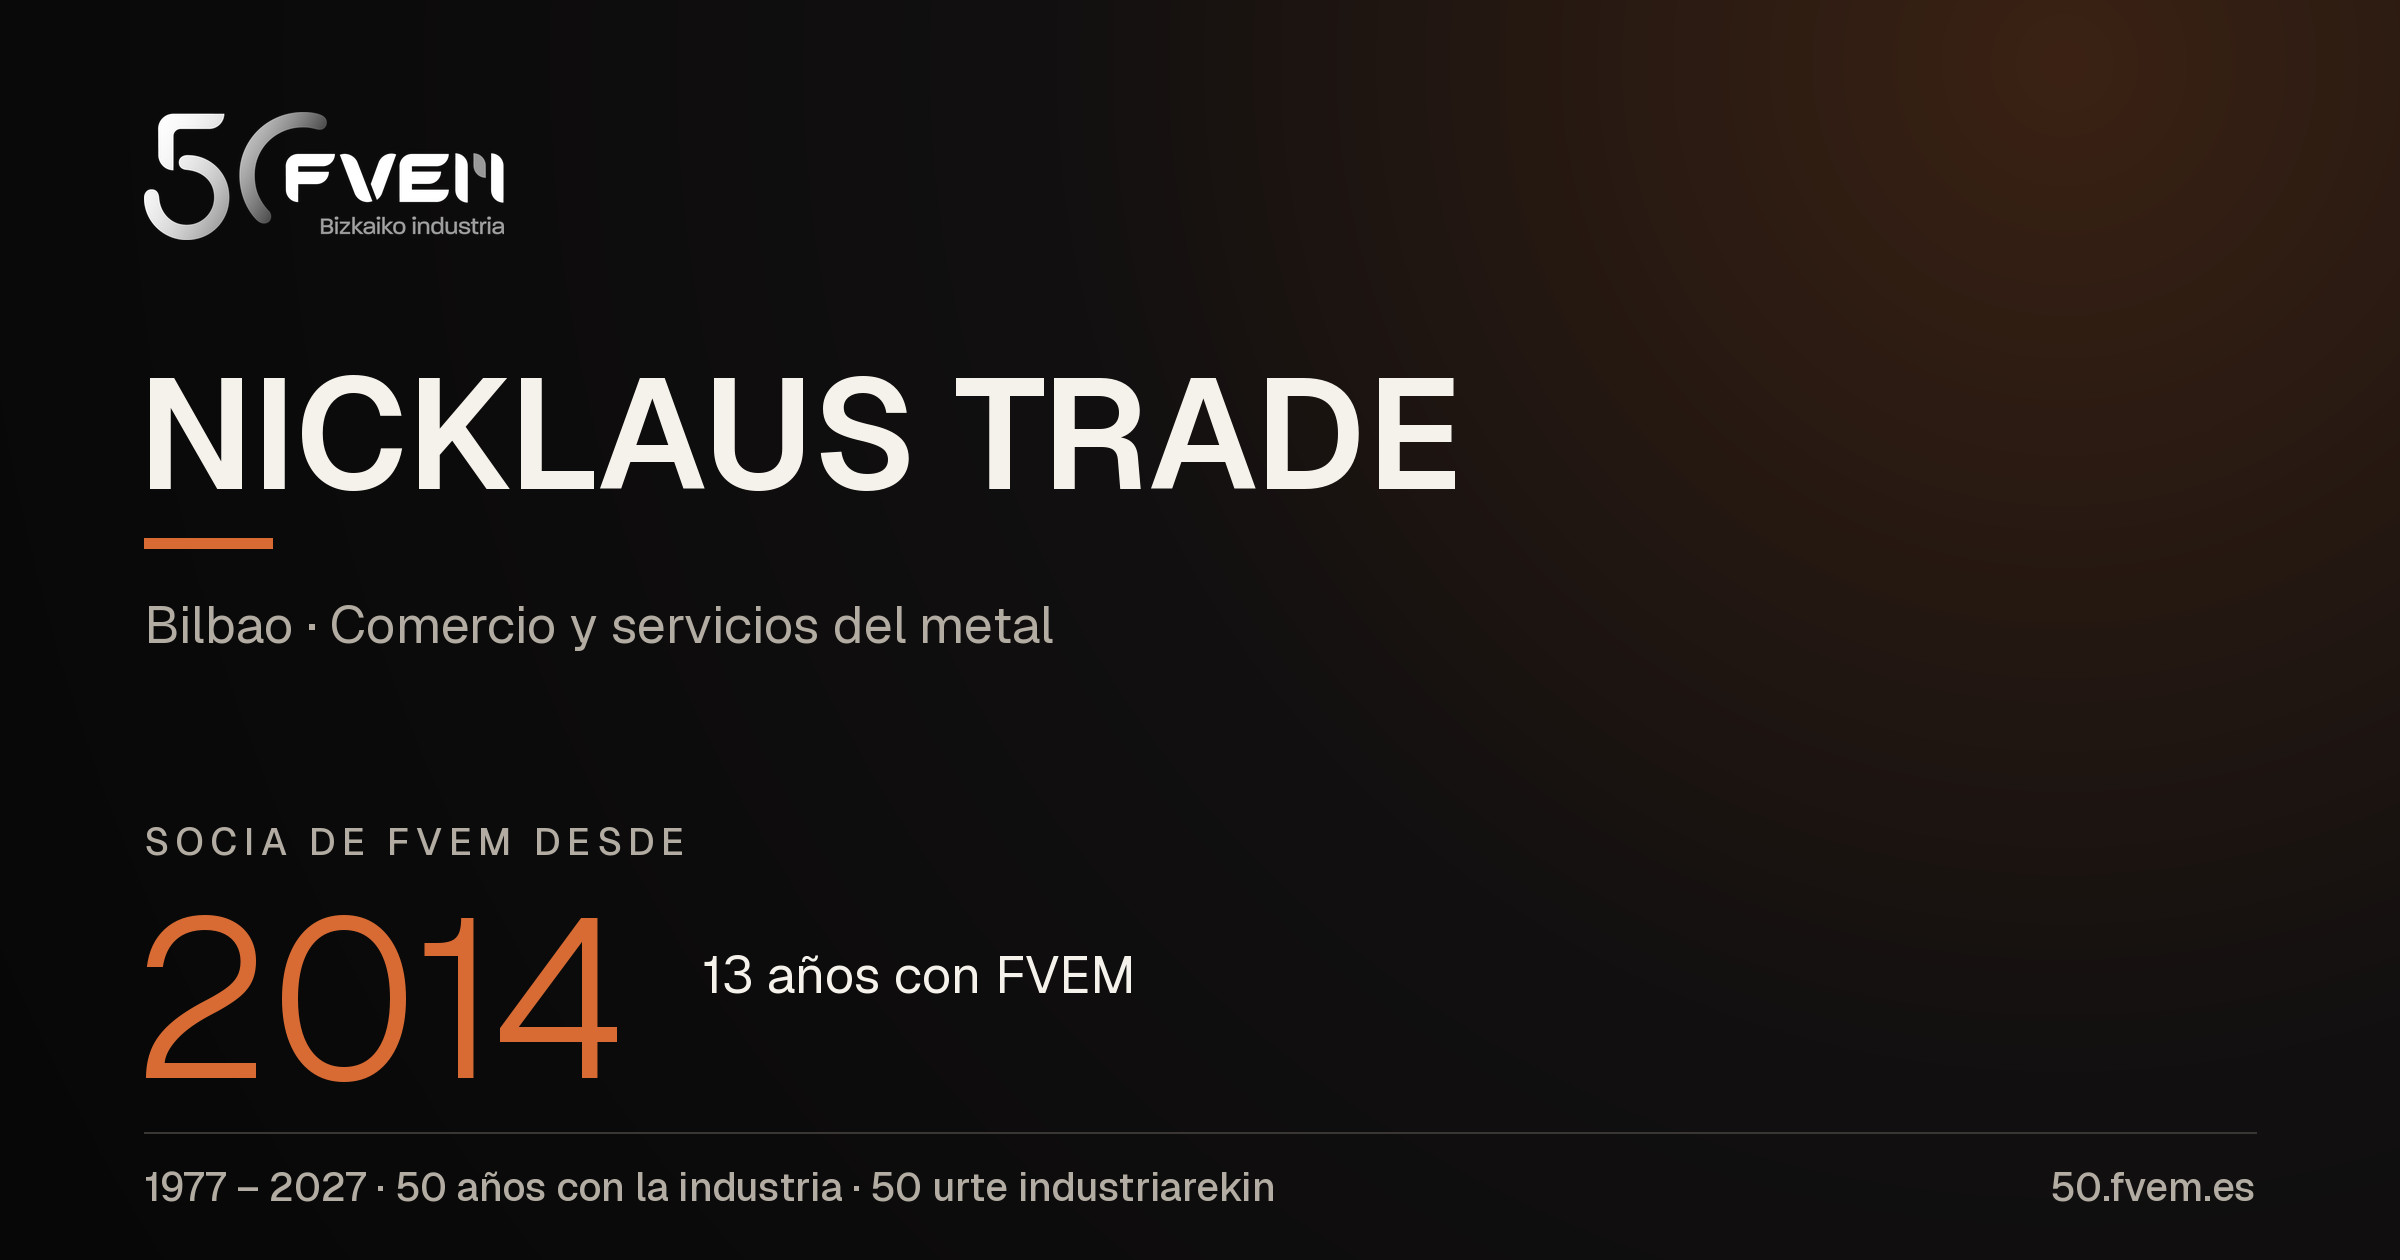 50 FVEM
Bizkaiko industria
NICKLAUS TRADE
Bilbao · Comercio y servicios del metal
SOCIA DE FVEM DESDE
2014
13 años con FVEM
1977 – 2027 · 50 años con la industria · 50 urte industriarekin
50.fvem.es